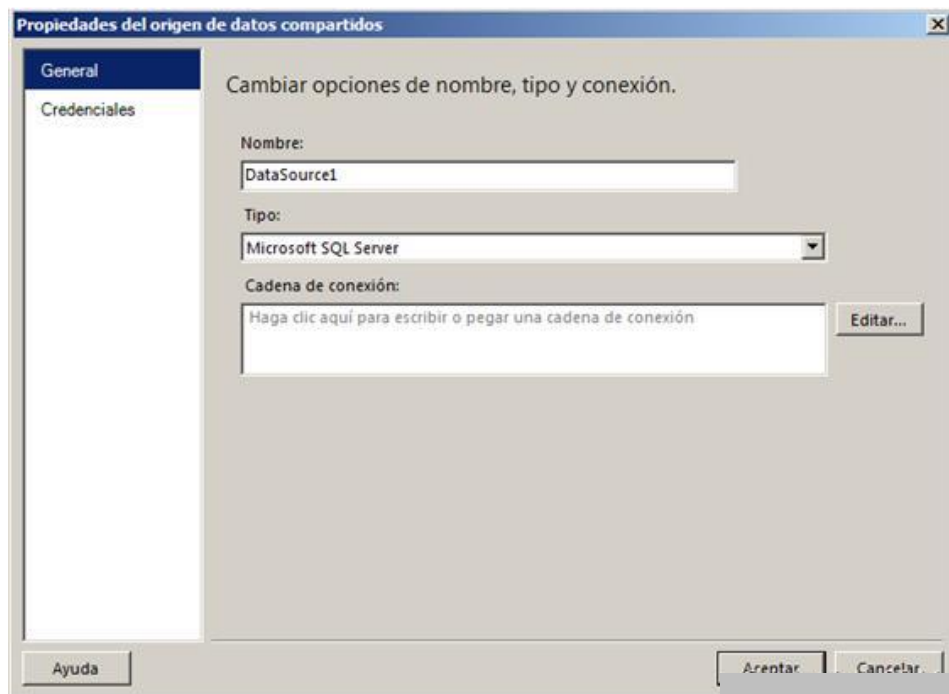 Propiedades del origen de datos compartidos
General
Credenciales
Cambiar opciones de nombre, tipo y conexión.
Nombre:
DataSource1
Tipo:
Microsoft SQL Server
Cadena de conexión:
Haga clic aquí para escribir o pegar una cadena de conexión
Editar...
Ayuda
Aceptar
Cancelar